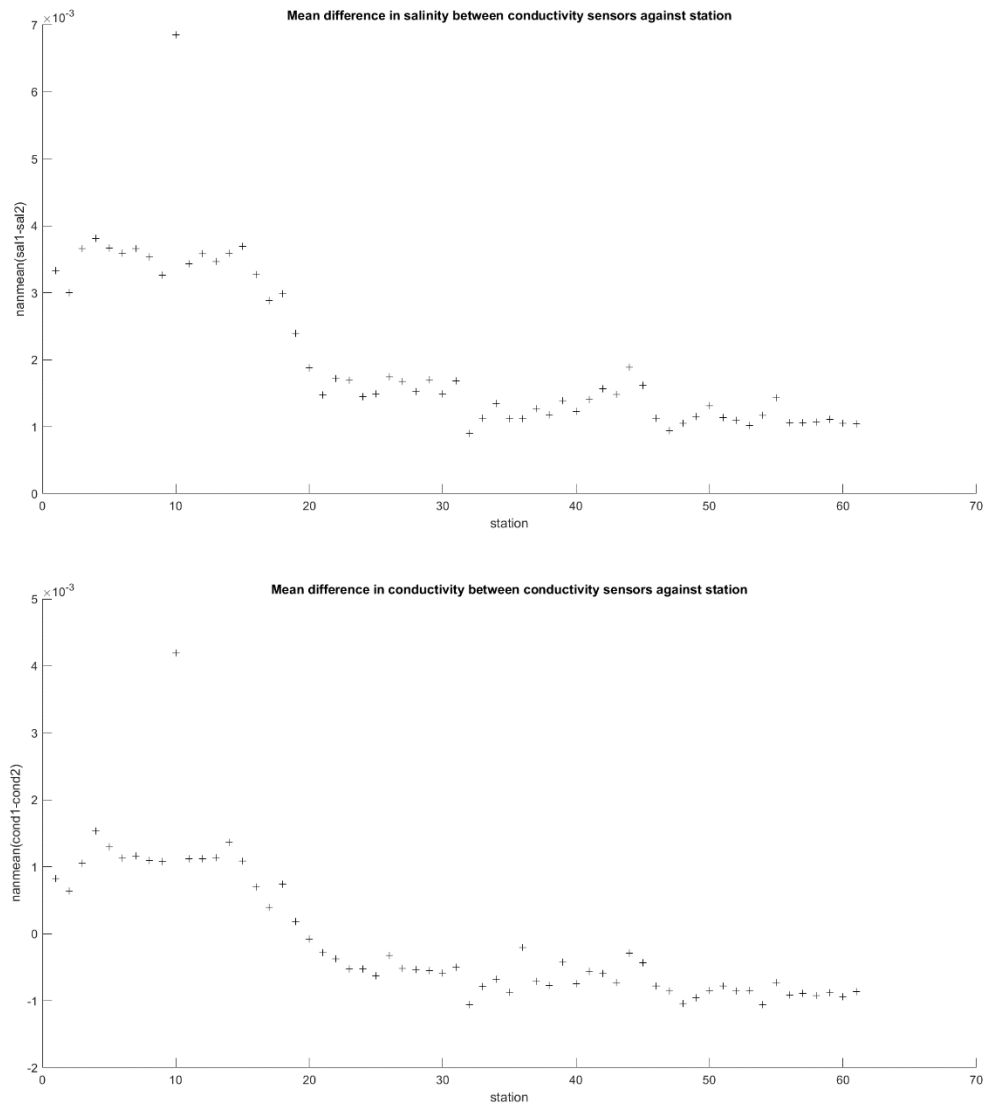 Mean difference in salinity between conductivity sensors against station
×10-3
7
6
5
4
3
2
1
0
nanmean(sal1-sal2)
0 10 20 30 40 50 60 70
station
Mean difference in conductivity between conductivity sensors against station
×10-3
5
4
3
2
1
0
-1
-2
nanmean(cond1-cond2)
0 10 20 30 40 50 60 70
station